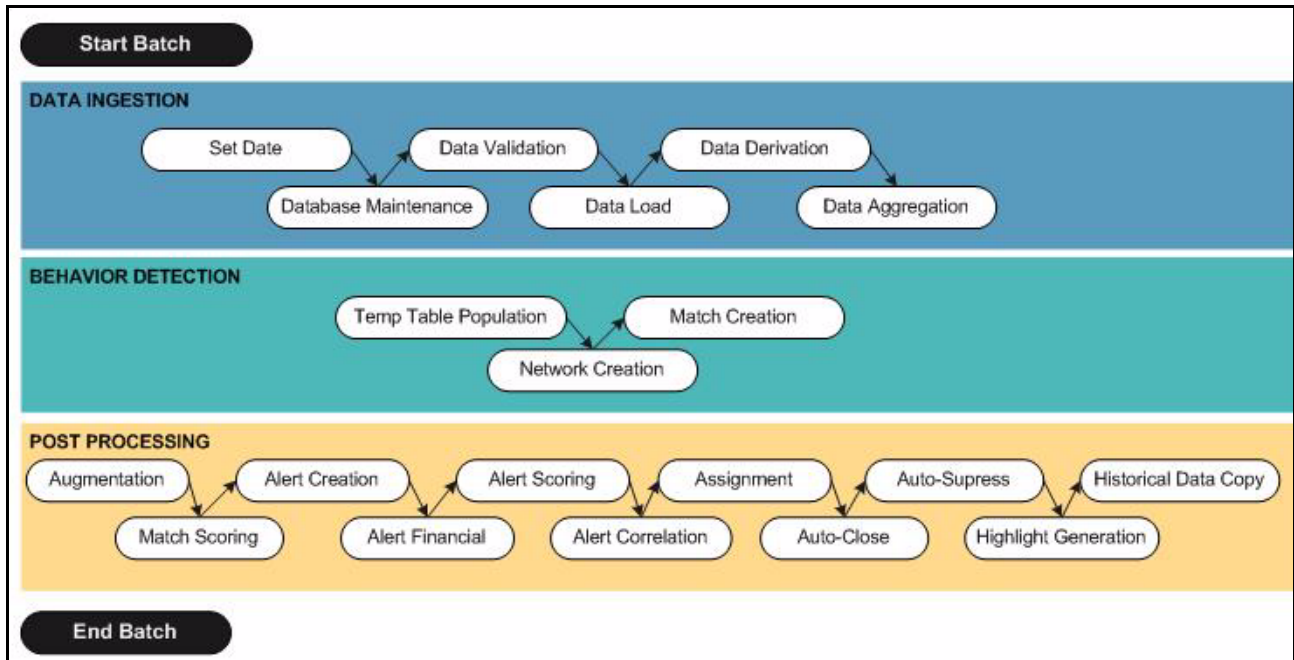 Start Batch
DATA INGESTION
Set Date
Data Validation
Data Derivation
Database Maintenance
Data Load
Data Aggregation
BEHAVIOR DETECTION
Temp Table Population
Match Creation
Network Creation
POST PROCESSING
Augmentation
Alert Creation
Alert Scoring
Assignment
Auto-Supress
Historical Data Copy
Match Scoring
Alert Financial
Alert Correlation
Auto-Close
Highlight Generation
End Batch